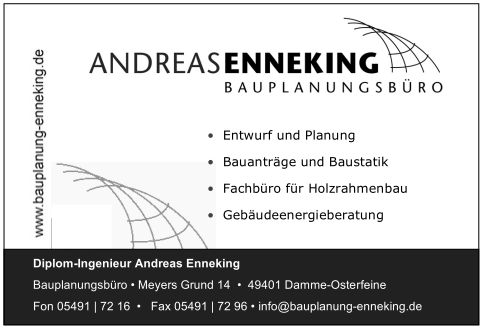 ANDREAS ENNEKING
BAUPLANUNGSBÜRO
www.bauplanung-enneking.de
• Entwurf und Planung
• Bauanträge und Baustatik
• Fachbüro für Holzrahmenbau
• Gebäudeenergieberatung
Diplom-Ingenieur Andreas Enneking
Bauplanungsbüro • Meyers Grund 14 • 49401 Damme-Osterfeine
Fon 05491 | 72 16 • Fax 05491 | 72 96 • info@bauplanung-enneking.de